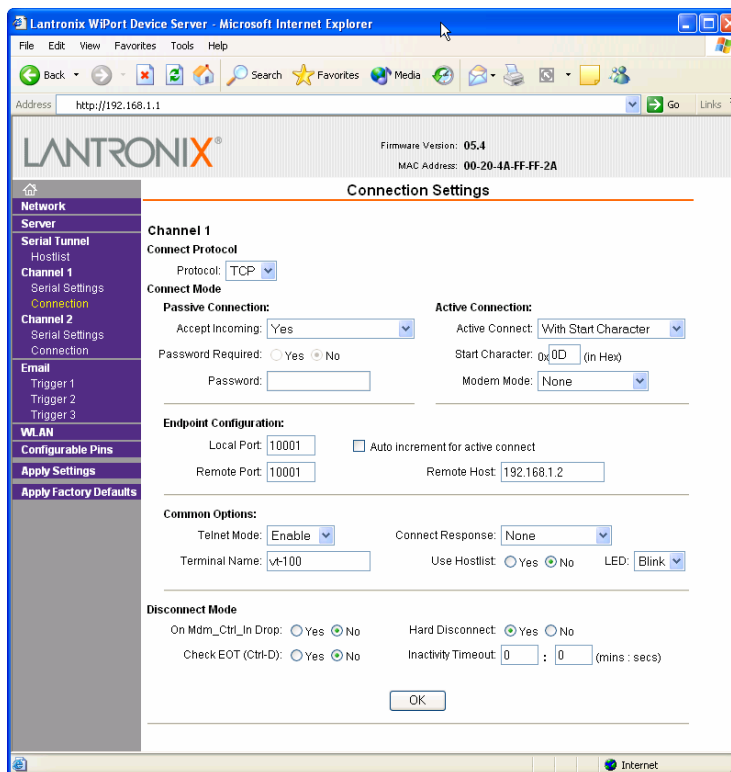 Lantronix WiPort Device Server - Microsoft Internet Explorer
File Edit View Favorites Tools Help
Back Search Favorites Media
Address http://192.168.1.1 Go Links
LANTRONIX®
Firmware Version: 05.4
MAC Address: 00-20-4A-FF-FF-2A
Network
Server
Serial Tunnel
Hostlist
Channel 1
Serial Settings
Connection
Channel 2
Serial Settings
Connection
Email
Trigger 1
Trigger 2
Trigger 3
WLAN
Configurable Pins
Apply Settings
Apply Factory Defaults
Connection Settings
Channel 1
Connect Protocol
Protocol: TCP
Connect Mode
Passive Connection:
Accept Incoming: Yes
Password Required: Yes No
Password:
Active Connection:
Active Connect: With Start Character
Start Character: 0x 0D (in Hex)
Modem Mode: None
Endpoint Configuration:
Local Port: 10001 Auto increment for active connect
Remote Port: 10001 Remote Host: 192.168.1.2
Common Options:
Telnet Mode: Enable Connect Response: None
Terminal Name: vt-100 Use Hostlist: Yes No LED: Blink
Disconnect Mode
On Mdm_Ctrl_In Drop: Yes No Hard Disconnect: Yes No
Check EOT (Ctrl-D): Yes No Inactivity Timeout: 0 : 0 (mins : secs)
OK
Internet